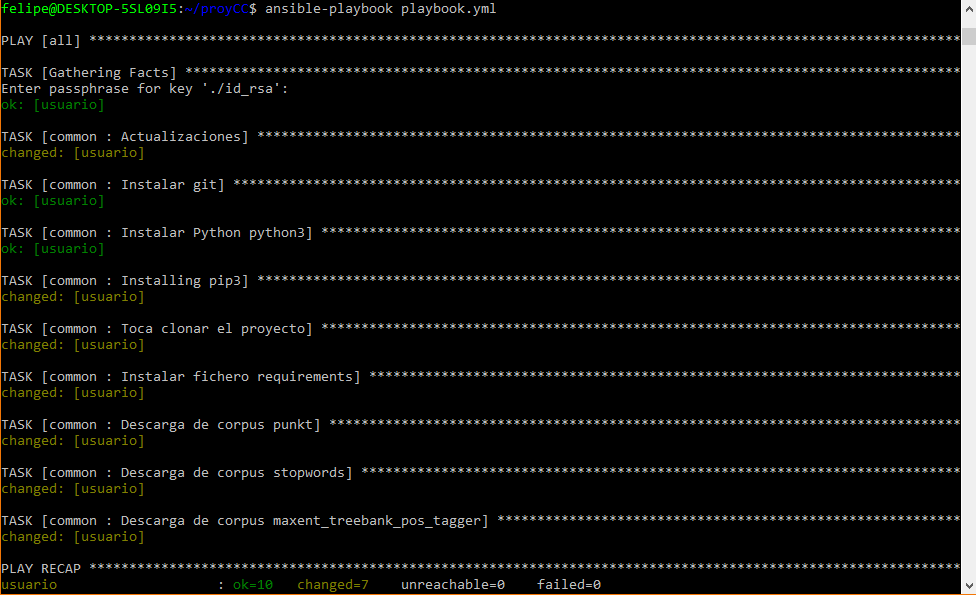 felipe@DESKTOP-5SL09I5:~/proyCC$ ansible-playbook playbook.yml
PLAY [all] *************************************************************************************************************
TASK [Gathering Facts] *************************************************************************************************
Enter passphrase for key './id_rsa':
ok: [usuario]
TASK [common : Actualizaciones] ****************************************************************************************
changed: [usuario]
TASK [common : Instalar git] *******************************************************************************************
ok: [usuario]
TASK [common : Instalar Python python3] ********************************************************************************
ok: [usuario]
TASK [common : Installing pip3] ****************************************************************************************
changed: [usuario]
TASK [common : Toca clonar el proyecto] ********************************************************************************
changed: [usuario]
TASK [common : Instalar fichero requirements] **************************************************************************
changed: [usuario]
TASK [common : Descarga de corpus punkt] *******************************************************************************
changed: [usuario]
TASK [common : Descarga de corpus stopwords] ***************************************************************************
changed: [usuario]
TASK [common : Descarga de corpus maxent_treebank_pos_tagger] **********************************************************
changed: [usuario]
PLAY RECAP *************************************************************************************************************
usuario                    : ok=10   changed=7    unreachable=0    failed=0